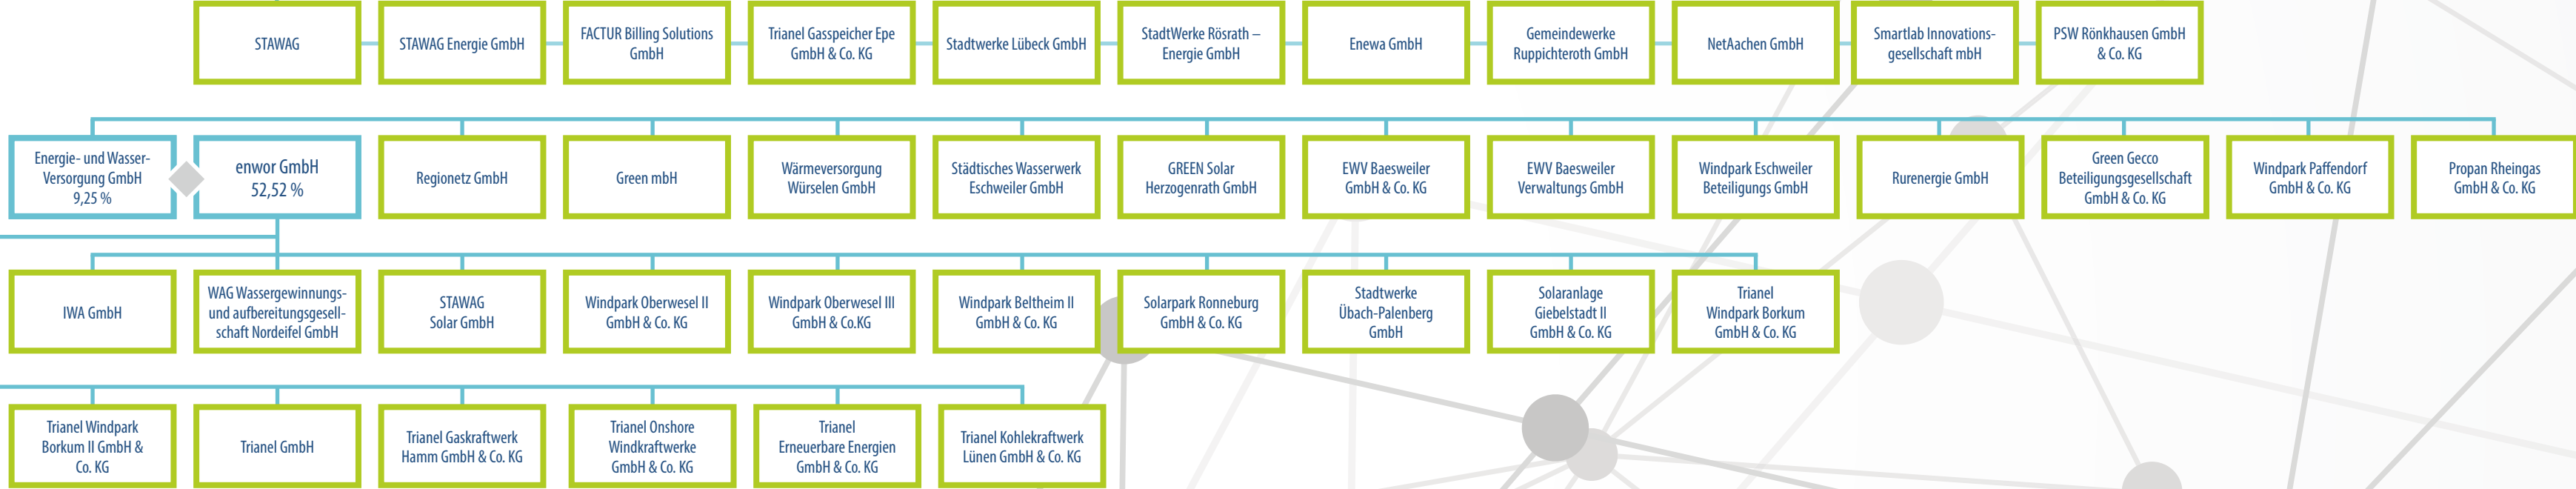 STAWAG
STAWAG Energie GmbH
FACTUR Billing Solutions
GmbH
Trianel Gasspeicher Epe
GmbH & Co. KG
Stadtwerke Lübeck GmbH
StadtWerke Rösrath –
Energie GmbH
Enewa GmbH
Gemeindewerke
Ruppichteroth GmbH
NetAachen GmbH
Smartlab Innovations-
gesellschaft mbH
PSW Rönkhausen GmbH
& Co. KG
Energie- und Wasser-
Versorgung GmbH
9,25 %
enwor GmbH
52,52 %
Regionetz GmbH
Green mbH
Wärmeversorgung
Würselen GmbH
Städtisches Wasserwerk
Eschweiler GmbH
GREEN Solar
Herzogenrath GmbH
EWV Baesweiler
GmbH & Co. KG
EWV Baesweiler
Verwaltungs GmbH
Windpark Eschweiler
Beteiligungs GmbH
Rurenergie GmbH
Green Gecco
Beteiligungsgesellschaft
GmbH & Co. KG
Windpark Paffendorf
GmbH & Co. KG
Propan Rheingas
GmbH & Co. KG
IWA GmbH
WAG Wassergewinnungs-
und aufbereitungsgesell-
schaft Nordeifel GmbH
STAWAG
Solar GmbH
Windpark Oberwesel II
GmbH & Co. KG
Windpark Oberwesel III
GmbH & Co.KG
Windpark Beltheim II
GmbH & Co. KG
Solarpark Ronneburg
GmbH & Co. KG
Stadtwerke
Übach-Palenberg
GmbH
Solaranlage
Giebelstadt II
GmbH & Co. KG
Trianel
Windpark Borkum
GmbH & Co. KG
Trianel Windpark
Borkum II GmbH &
Co. KG
Trianel GmbH
Trianel Gaskraftwerk
Hamm GmbH & Co. KG
Trianel Onshore
Windkraftwerke
GmbH & Co. KG
Trianel
Erneuerbare Energien
GmbH & Co. KG
Trianel Kohlekraftwerk
Lünen GmbH & Co. KG